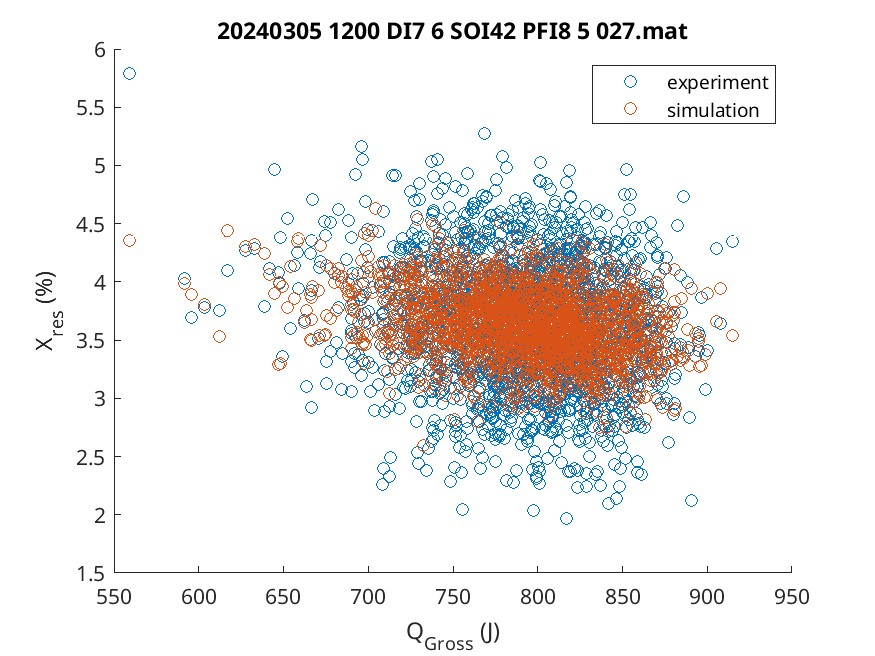 20240305 1200 DI7 6 SOI42 PFI8 5 027.mat
experiment
simulation
6
5.5
5
4.5
4
3.5
3
2.5
2
1.5
X_res (%)
550 600 650 700 750 800 850 900 950
Q_Gross (J)